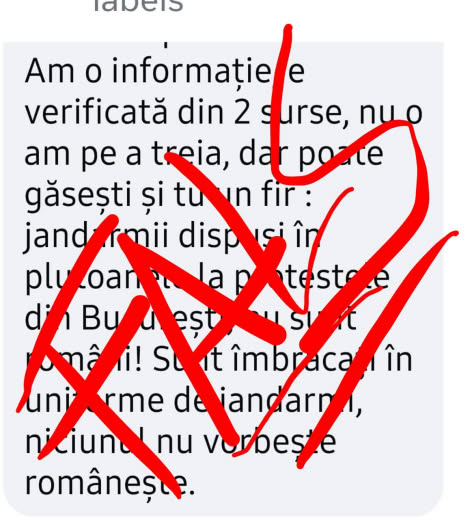 labels
Am o informație e
verificată din 2 surse, nu o
am pe a treia, dar poate
găsești și tu un fir :
jandarmii dispuși în
plutoanele la protestele
din București, nu sunt
români! Sunt îmbrăcați în
uniforme de jandarmi,
niciunul nu vorbește
românește.
FALS